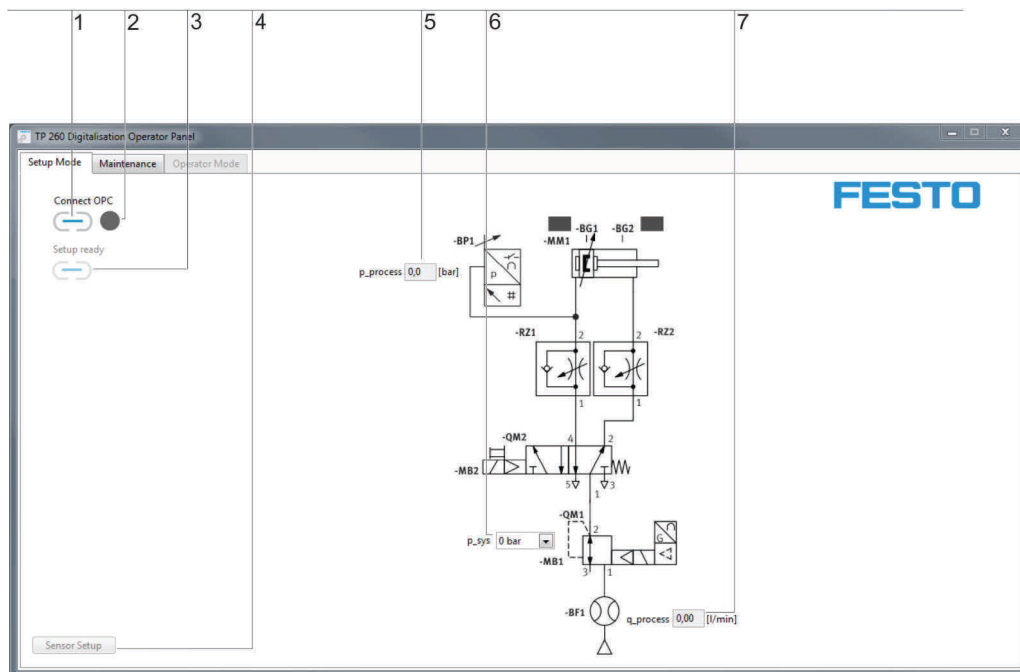 1 2 3 4 5 6 7
TP 260 Digitalisation Operator Panel
Setup Mode Maintenance Operator Mode
FESTO
Connect OPC
Setup ready
-BG1 -BG2
-BP1 -MM1
p_process 0,0 [bar]
p
#
-RZ1 2 2 -RZ2
1 1
-QM2 4 2
-MB2
5 3
1
-QM1
2
p_sys 0 bar
G
-MB1
3 1
-BF1
q_process 0,00 [l/min]
Sensor Setup